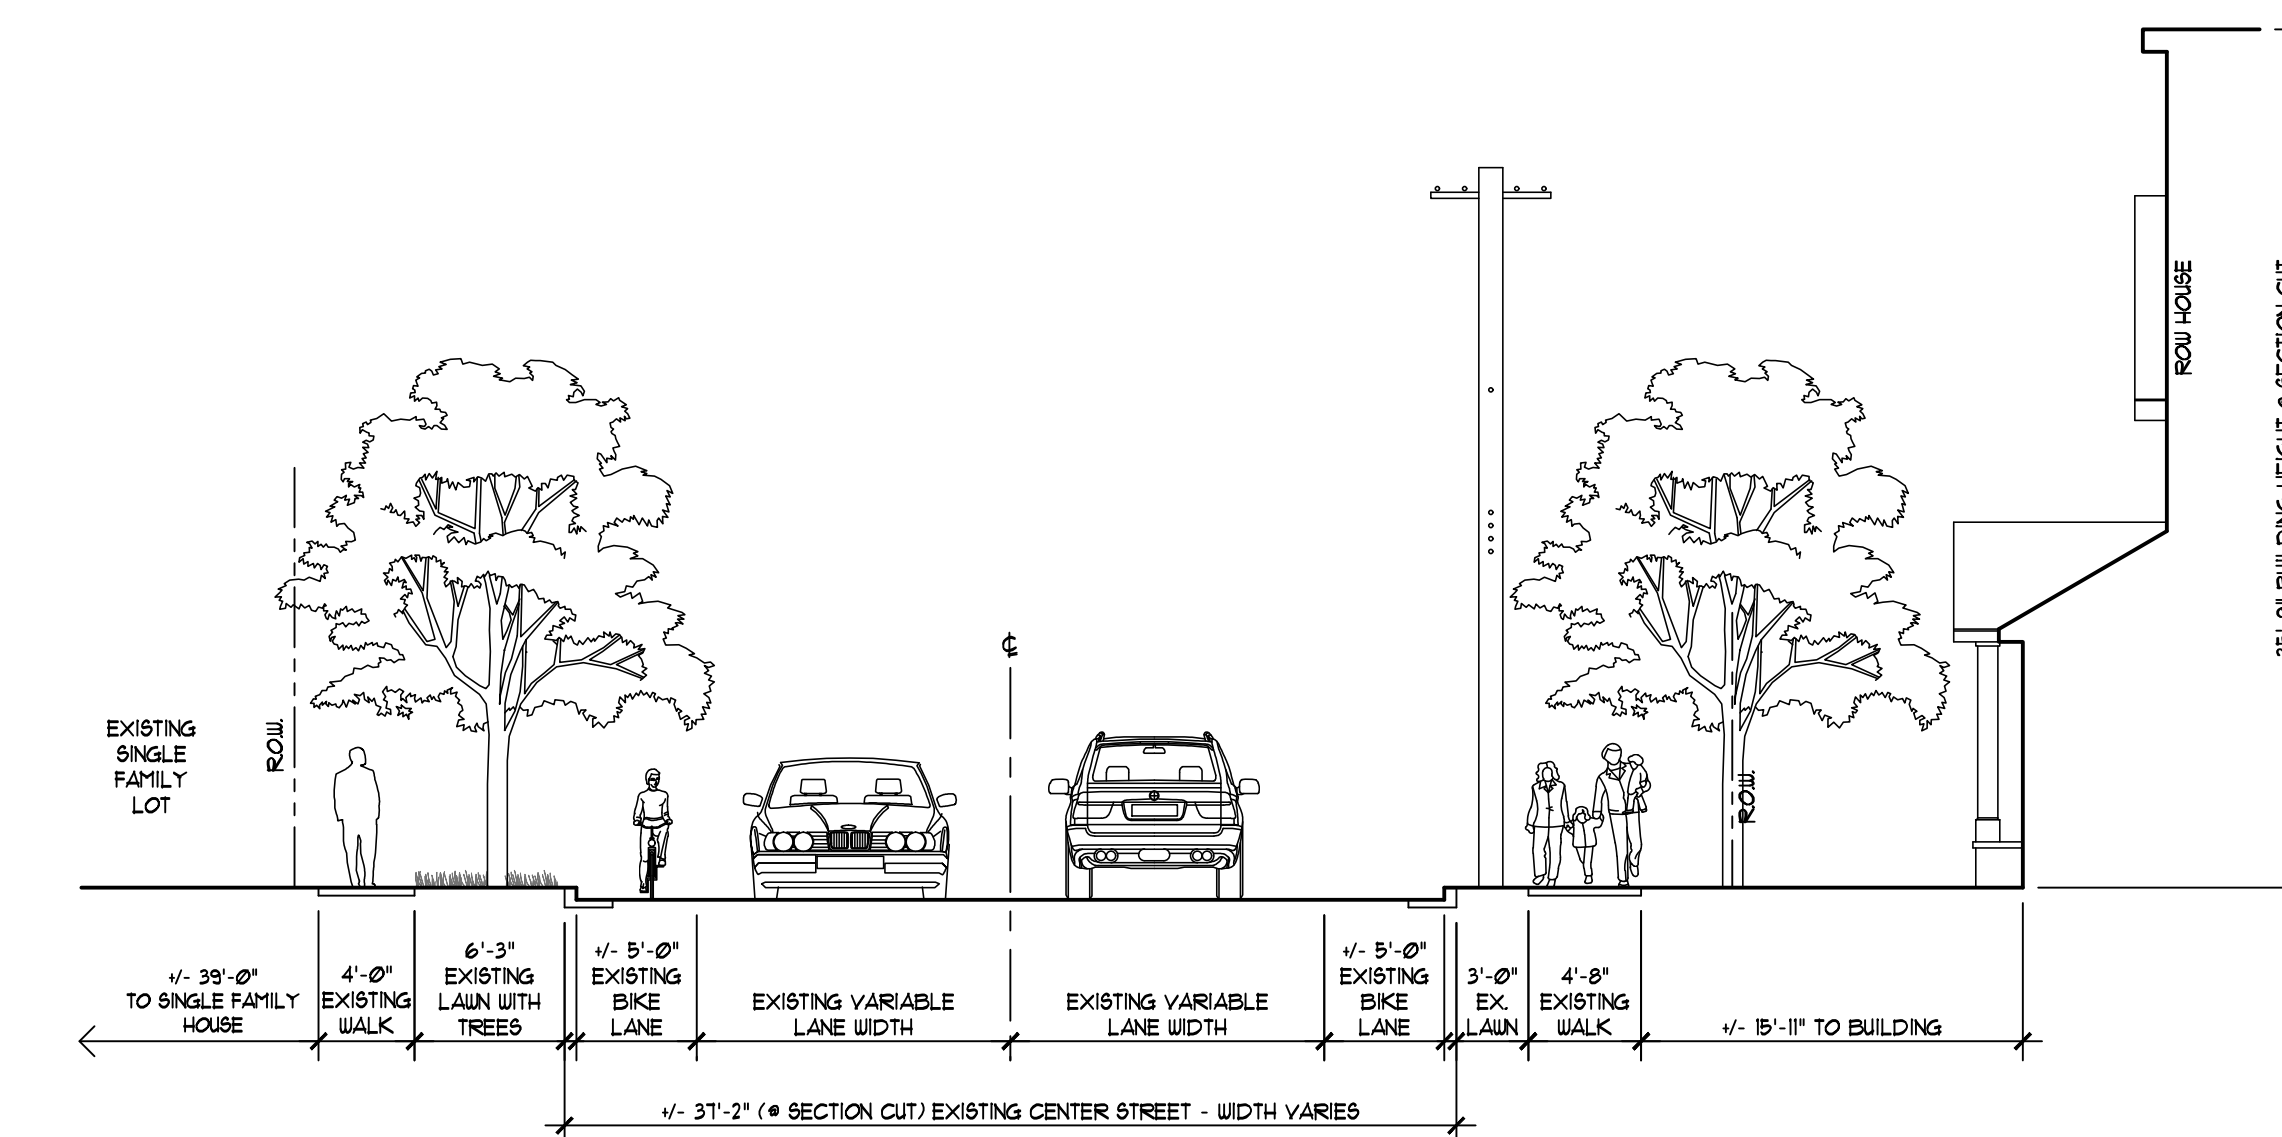 ROW HOUSE
EXISTING
SINGLE
FAMILY
LOT
R.O.W.
℄
R.O.W.
+/- 39'-0"
TO SINGLE FAMILY
HOUSE
4'-0"
EXISTING
WALK
6'-3"
EXISTING
LAWN WITH
TREES
+/- 5'-0"
EXISTING
BIKE
LANE
EXISTING VARIABLE
LANE WIDTH
EXISTING VARIABLE
LANE WIDTH
+/- 5'-0"
EXISTING
BIKE
LANE
3'-0"
EX.
LAWN
4'-8"
EXISTING
WALK
+/- 15'-11" TO BUILDING
+/- 37'-2" (@ SECTION CUT) EXISTING CENTER STREET - WIDTH VARIES